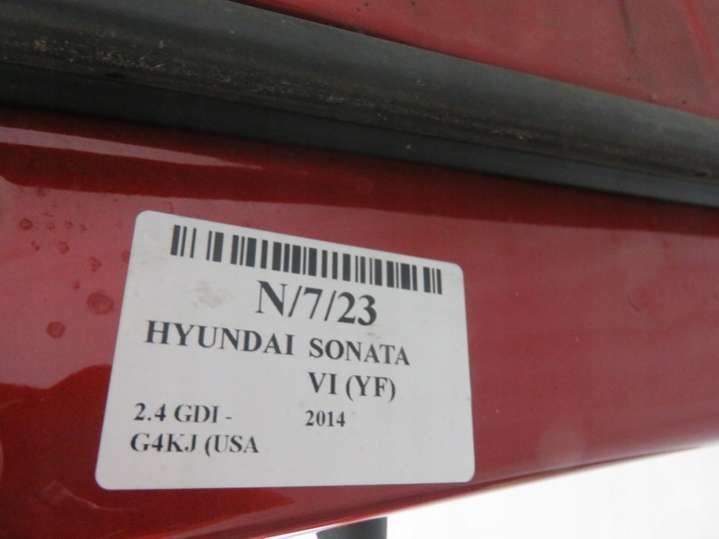 N/7/23
HYUNDAI SONATA
VI (YF)
2.4 GDI - 2014
G4KJ (USA